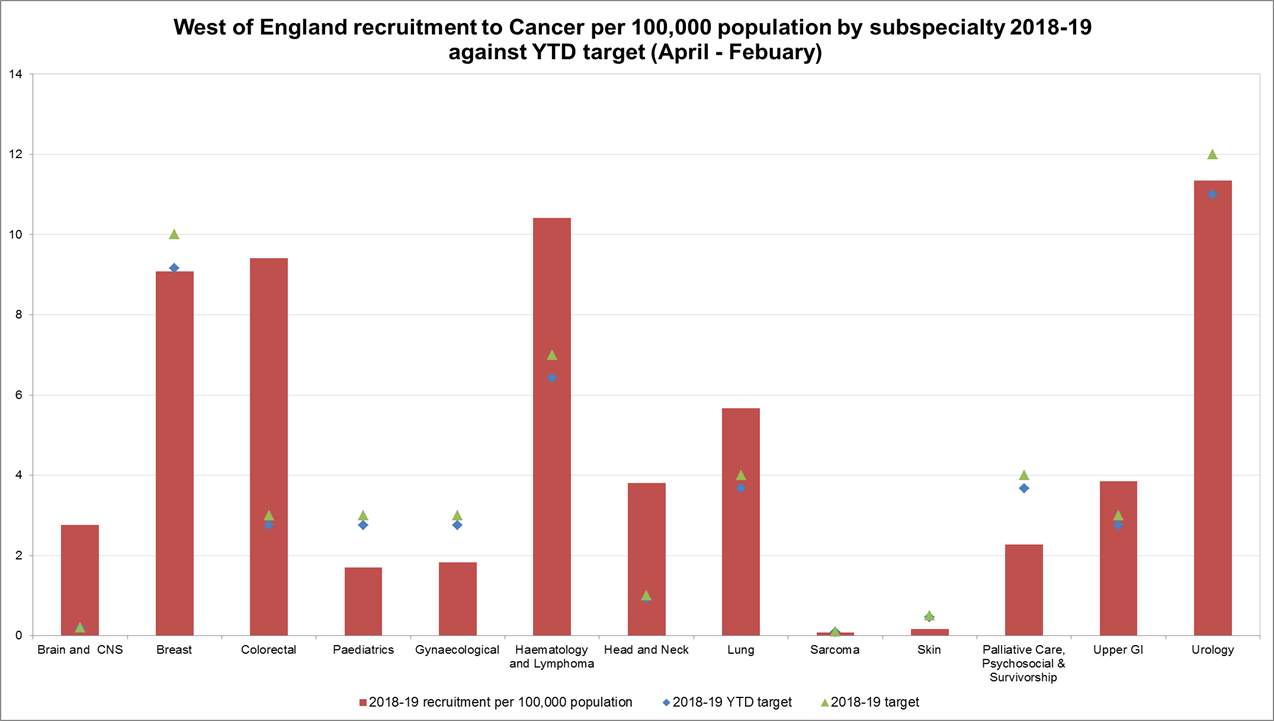 West of England recruitment to Cancer per 100,000 population by subspecialty 2018-19
against YTD target (April - Febuary)
14
12
10
8
6
4
2
0
Brain and CNS
Breast
Colorectal
Paediatrics
Gynaecological
Haematology
and Lymphoma
Head and Neck
Lung
Sarcoma
Skin
Palliative Care,
Psychosocial &
Survivorship
Upper GI
Urology
2018-19 recruitment per 100,000 population
2018-19 YTD target
2018-19 target